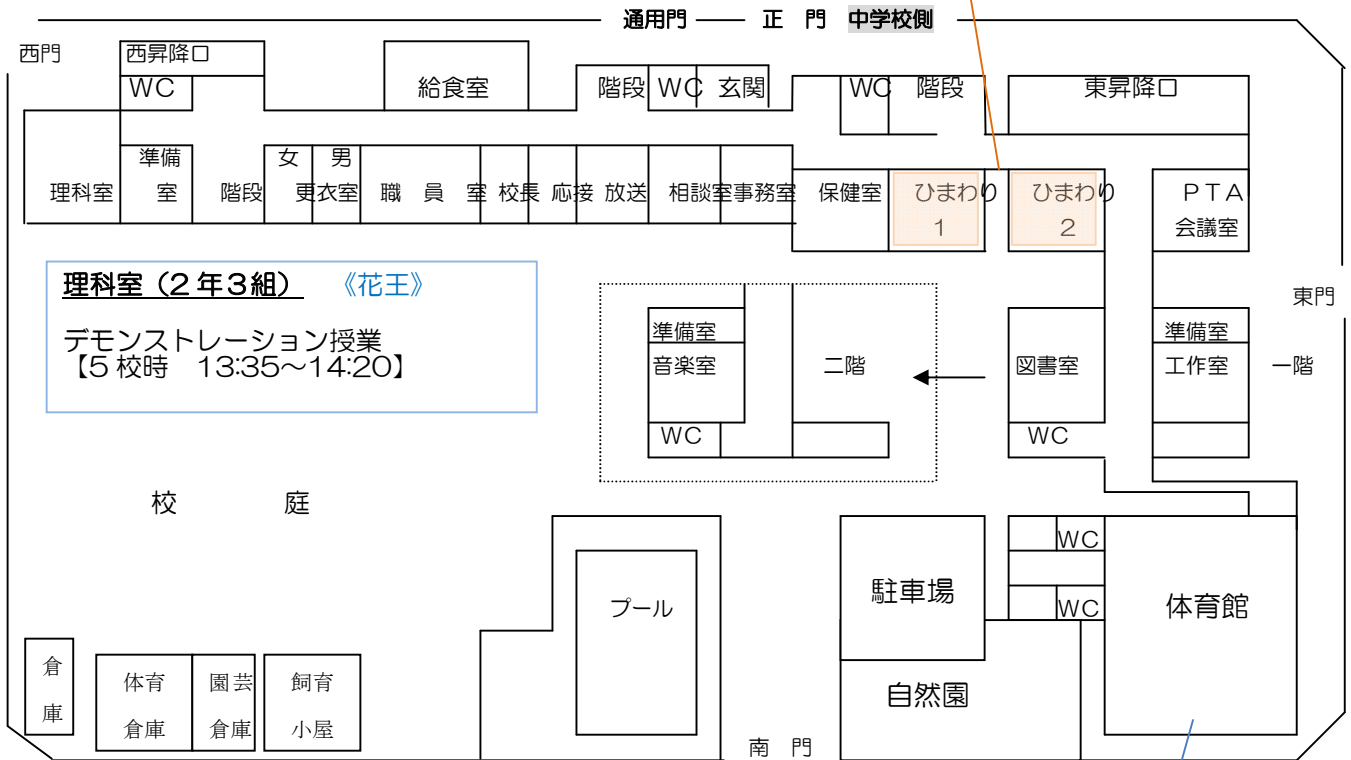 通用門 正　門 中学校側
西門
西昇降口
WC
給食室
階段 WC 玄関
WC 階段
東昇降口
理科室
準備
室
階段
女 男
更衣室
職　員　室
校長
応接
放送
相談室
事務室
保健室
ひまわり
1
ひまわり
2
PTA
会議室
理科室（2年3組） 《花王》
デモンストレーション授業
【5校時　13:35～14:20】
東門
準備室
音楽室
WC
二階
図書室
WC
準備室
工作室
一階
校　　　庭
プール
駐車場
WC
WC
体育館
自然園
倉
庫
体育
倉庫
園芸
倉庫
飼育
小屋
南　門